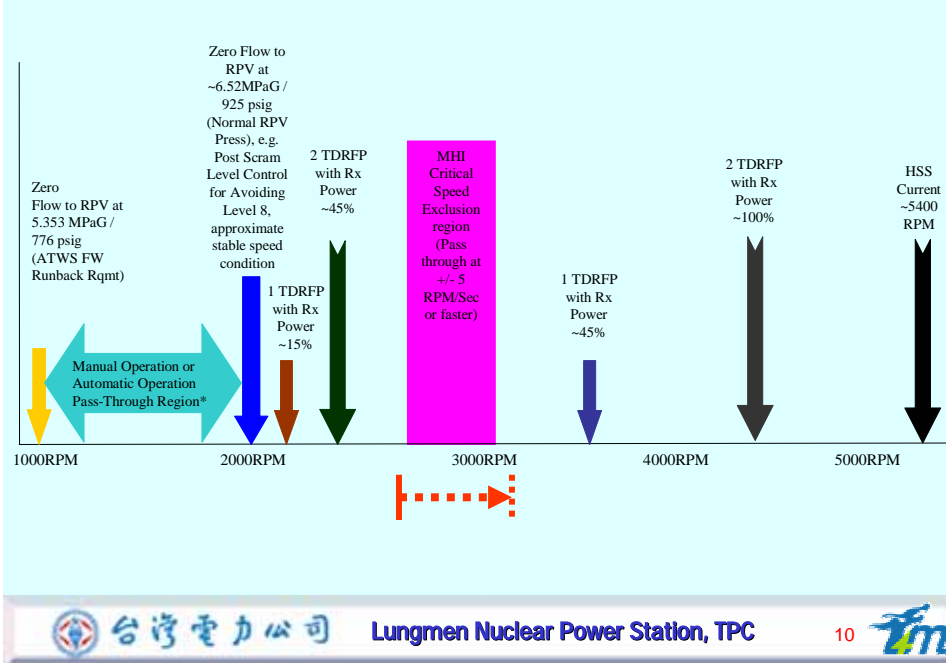 Zero Flow to
RPV at
~6.52MPaG /
925 psig
(Normal RPV
Press), e.g.
Post Scram
Level Control
for Avoiding
Level 8,
approximate
stable speed
condition
Zero
Flow to RPV at
5.353 MPaG /
776 psig
(ATWS FW
Runback Rqmt)
2 TDRFP
with Rx
Power
~45%
MHI
Critical
Speed
Exclusion
region
(Pass
through at
+/- 5
RPM/Sec
or faster)
2 TDRFP
with Rx
Power
~100%
HSS
Current
~5400
RPM
1 TDRFP
with Rx
Power
~15%
1 TDRFP
with Rx
Power
~45%
Manual Operation or
Automatic Operation
Pass-Through Region*
1000RPM
2000RPM
3000RPM
4000RPM
5000RPM
台灣電力公司
Lungmen Nuclear Power Station, TPC
10